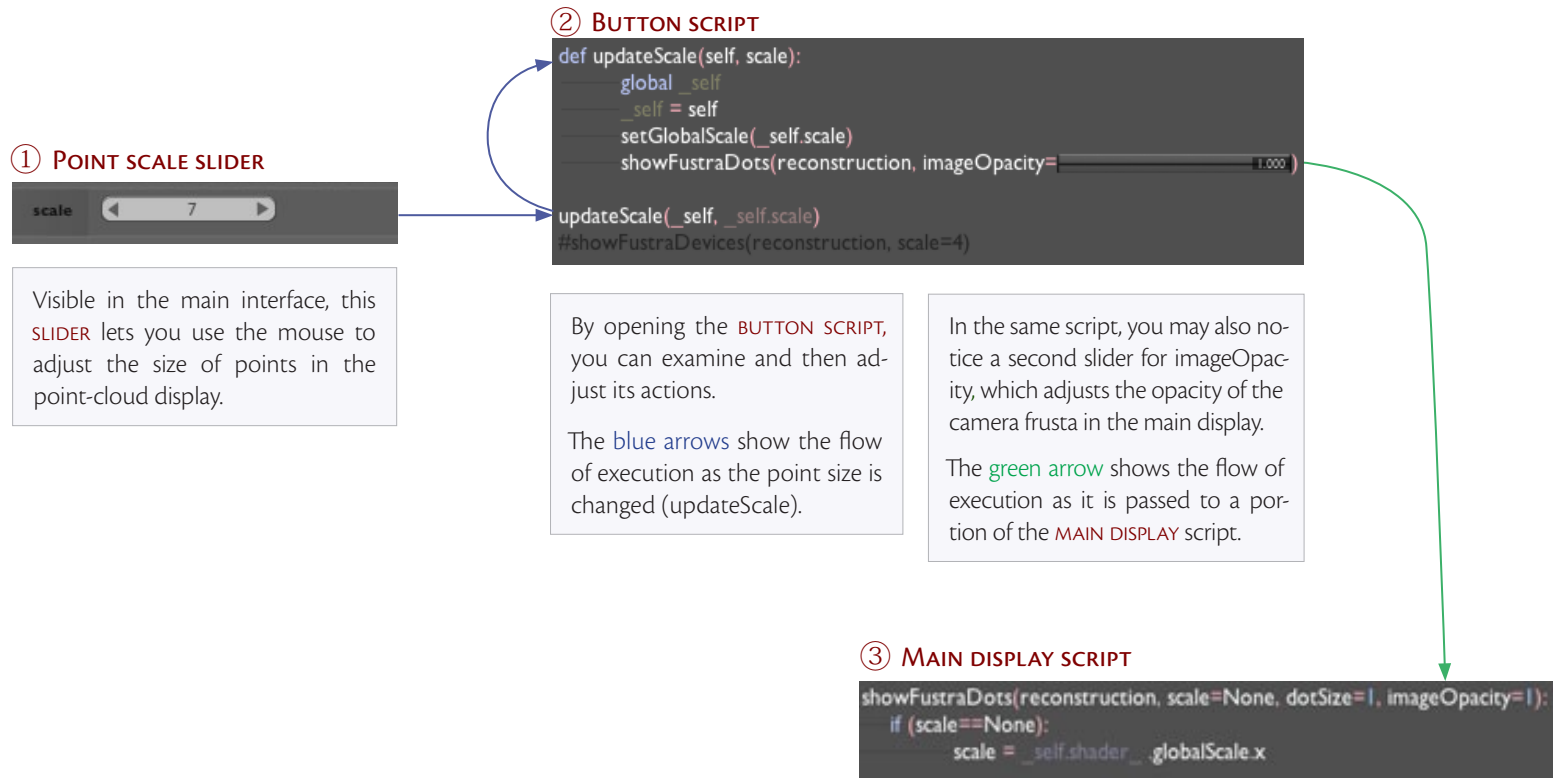 ① Point scale slider
scale 7
Visible in the main interface, this
slider lets you use the mouse to
adjust the size of points in the
point-cloud display.
② Button script
def updateScale(self, scale):
global _self
_self = self
setGlobalScale(_self.scale)
showFustraDots(reconstruction, imageOpacity= 1.000 )
updateScale(_self, _self.scale)
#showFustraDevices(reconstruction, scale=4)
By opening the button script,
you can examine and then ad-
just its actions.
The blue arrows show the flow
of execution as the point size is
changed (updateScale).
In the same script, you may also no-
tice a second slider for imageOpac-
ity, which adjusts the opacity of the
camera frusta in the main display.
The green arrow shows the flow of
execution as it is passed to a por-
tion of the main display script.
③ Main display script
showFustraDots(reconstruction, scale=None, dotSize=1, imageOpacity=1):
if (scale==None):
scale = _self.shader_ .globalScale.x